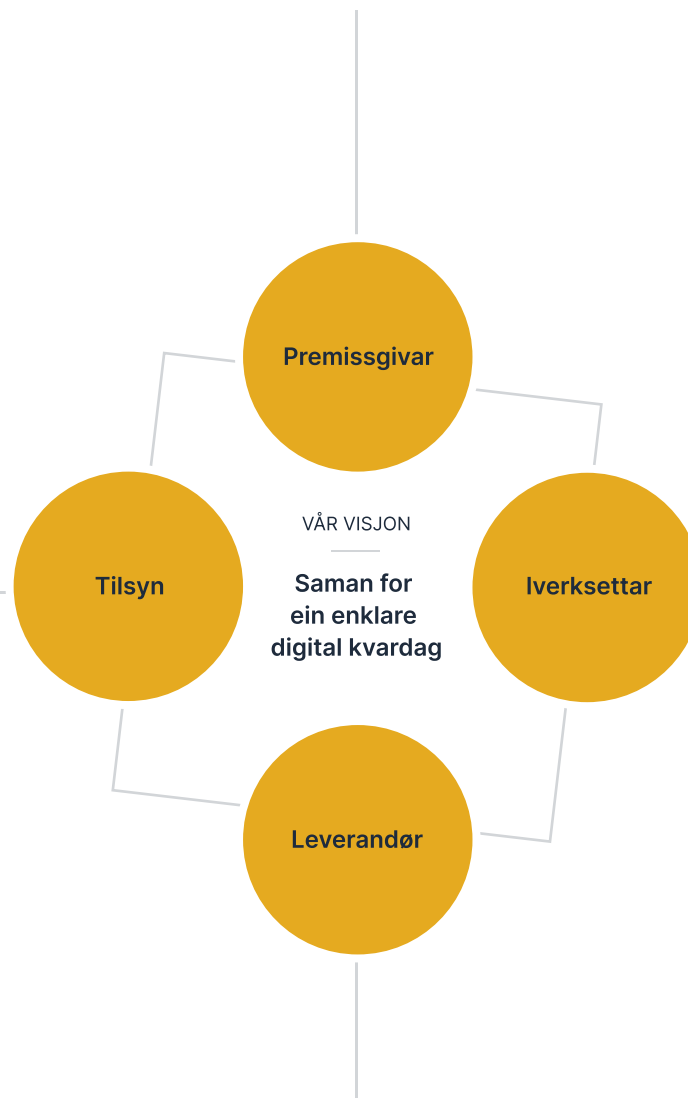 Premissgivar
VÅR VISJON
Saman for
ein enklare
digital kvardag
Tilsyn
Iverksettar
Leverandør